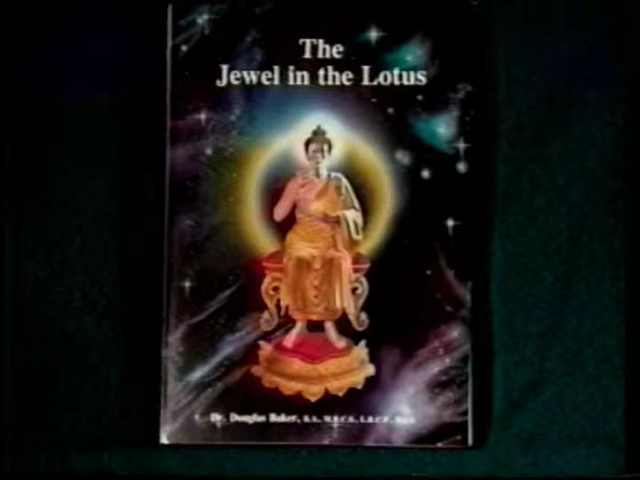 The
Jewel in the Lotus
Dr. Douglas Baker, B.A., M.R.C.S., L.R.C.P.